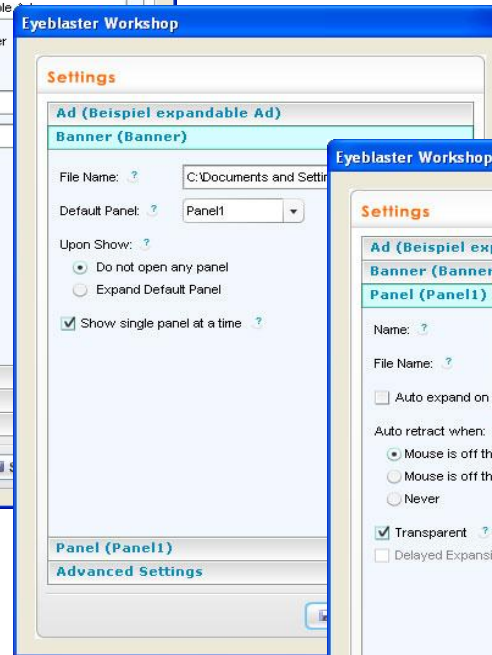 Eyeblaster Workshop
Settings
Ad (Beispiel expandable Ad)
Banner (Banner)
File Name: ?
C:\Documents and Settin
Default Panel: ?
Panel1
Upon Show: ?
Do not open any panel
Expand Default Panel
Show single panel at a time ?
Panel (Panel1)
Advanced Settings
Eyeblaster Workshop
Settings
Ad (Beispiel exp
Banner (Banner
Panel (Panel1)
Name: ?
File Name: ?
Auto expand on
Auto retract when:
Mouse is off th
Mouse is off th
Never
Transparent ?
Delayed Expansi